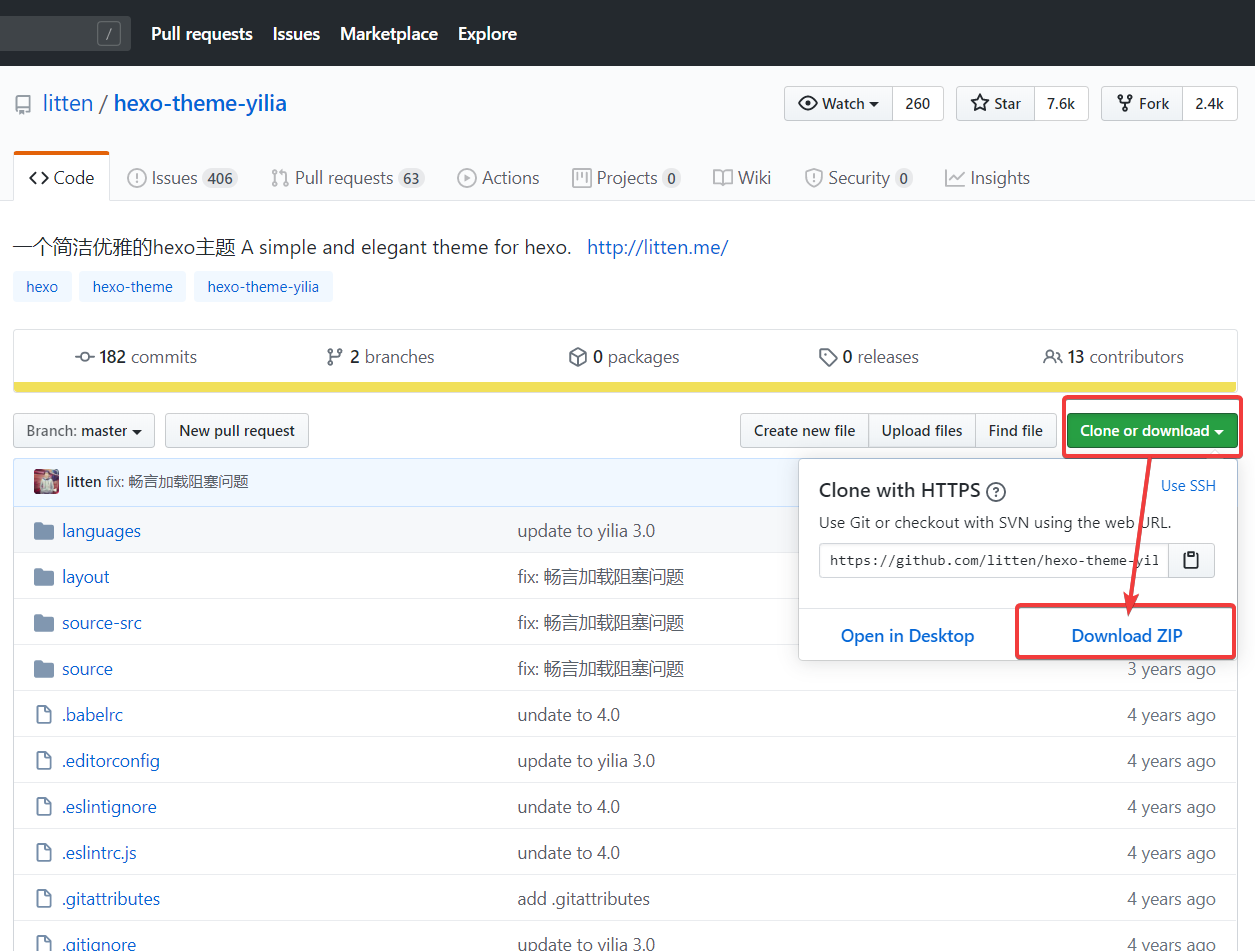 / Pull requests Issues Marketplace Explore
litten / hexo-theme-yilia
Watch 260 Star 7.6k Fork 2.4k
Code Issues 406 Pull requests 63 Actions Projects 0 Wiki Security 0 Insights
一个简洁优雅的hexo主题 A simple and elegant theme for hexo. http://litten.me/
hexo hexo-theme hexo-theme-yilia
182 commits 2 branches 0 packages 0 releases 13 contributors
Branch: master New pull request Create new file Upload files Find file Clone or download
litten fix: 畅言加载阻塞问题
Clone with HTTPS ? Use SSH
Use Git or checkout with SVN using the web URL.
https://github.com/litten/hexo-theme-yil
Open in Desktop Download ZIP
languages update to yilia 3.0
layout fix: 畅言加载阻塞问题
source-src fix: 畅言加载阻塞问题
source fix: 畅言加载阻塞问题 3 years ago
.babelrc undate to 4.0 4 years ago
.editorconfig update to yilia 3.0 4 years ago
.eslintignore undate to 4.0 4 years ago
.eslintrc.js undate to 4.0 4 years ago
.gitattributes add .gitattributes 4 years ago
.gitignore update to yilia 3.0 4 years ago